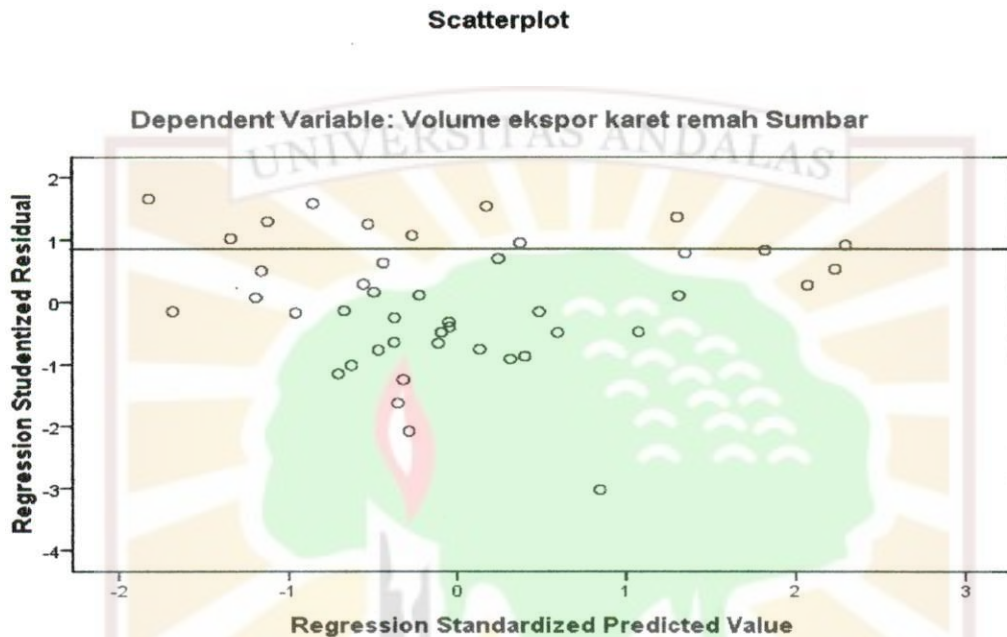 Scatterplot
Dependent Variable: Volume ekspor karet remah Sumbar
UNIVERSITAS ANDALAS
Regression Studentized Residual
2
1
0
-1
-2
-3
-4
-2
-1
0
1
2
3
Regression Standardized Predicted Value